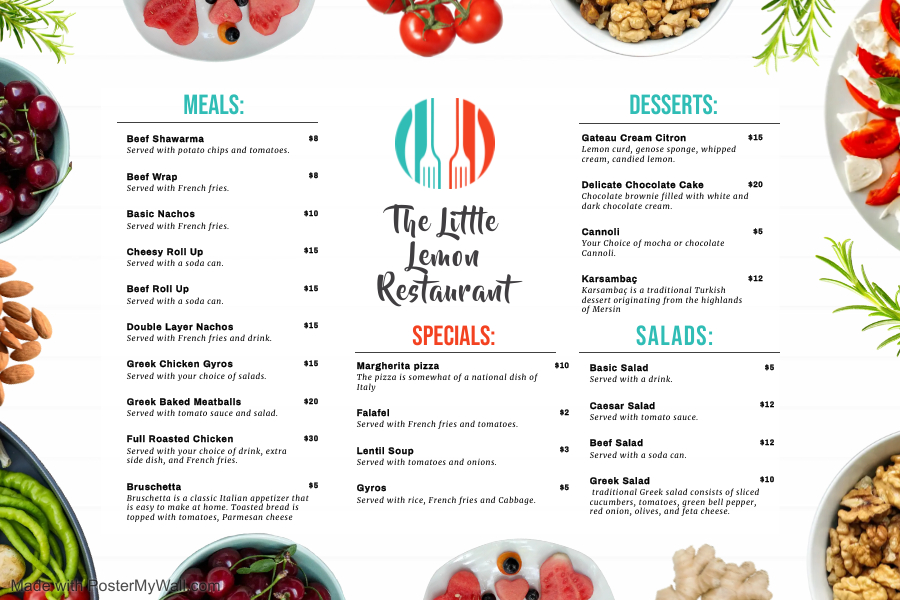 MEALS:
Beef Shawarma $8
Served with potato chips and tomatoes.
Beef Wrap $8
Served with French fries.
Basic Nachos $10
Served with French fries.
Cheesy Roll Up $15
Served with a soda can.
Beef Roll Up $15
Served with a soda can.
Double Layer Nachos $15
Served with French fries and drink.
Greek Chicken Gyros $15
Served with your choice of salads.
Greek Baked Meatballs $20
Served with tomato sauce and salad.
Full Roasted Chicken $30
Served with your choice of drink, extra
side dish, and French fries.
Bruschetta $5
Bruschetta is a classic Italian appetizer that
is easy to make at home. Toasted bread is
topped with tomatoes, Parmesan cheese
The Little
Lemon
Restaurant
SPECIALS:
Margherita pizza $10
The pizza is somewhat of a national dish of
Italy
Falafel $2
Served with French fries and tomatoes.
Lentil Soup $3
Served with tomatoes and onions.
Gyros $5
Served with rice, French fries and Cabbage.
DESSERTS:
Gateau Cream Citron $15
Lemon curd, genose sponge, whipped
cream, candied lemon.
Delicate Chocolate Cake $20
Chocolate brownie filled with white and
dark chocolate cream.
Cannoli $5
Your Choice of mocha or chocolate
Cannoli.
Karsambaç $12
Karsambaç is a traditional Turkish
dessert originating from the highlands
of Mersin
SALADS:
Basic Salad $5
Served with a drink.
Caesar Salad $12
Served with tomato sauce.
Beef Salad $12
Served with a soda can.
Greek Salad $10
traditional Greek salad consists of sliced
cucumbers, tomatoes, green bell pepper,
red onion, olives, and feta cheese.
Made with PosterMyWall.com